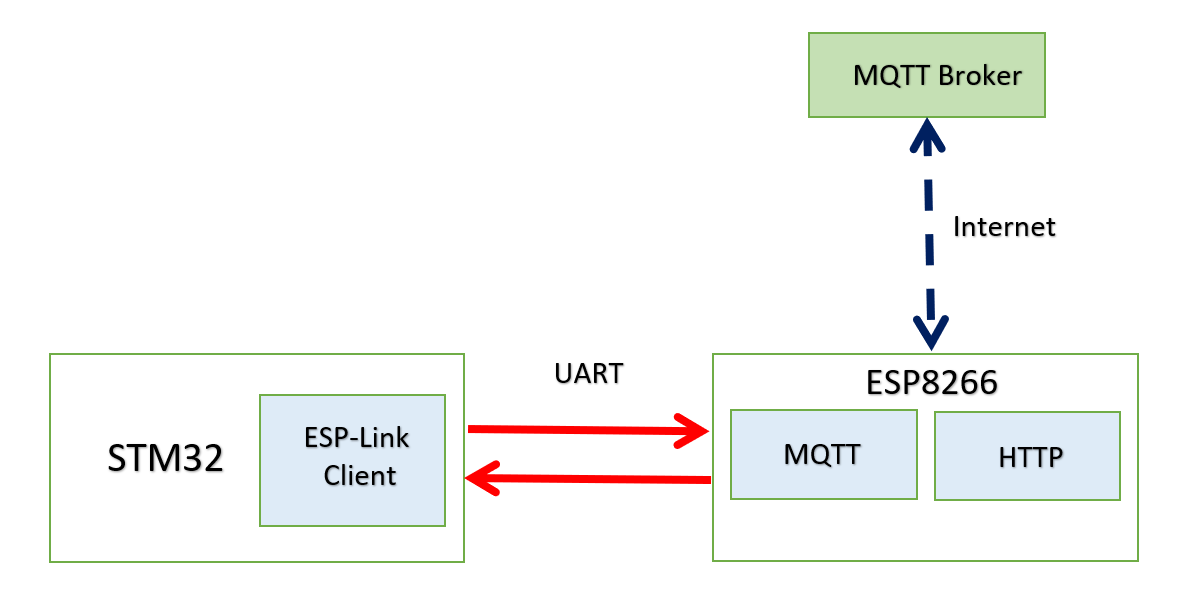 MQTT Broker
Internet
UART
ESP8266
STM32
ESP-Link
Client
MQTT
HTTP